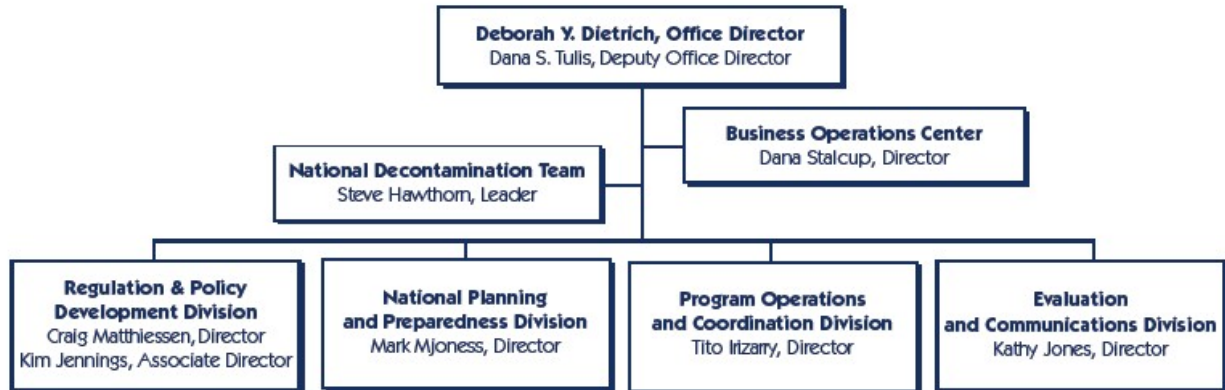 Deborah Y. Dietrich, Office Director
Dana S. Tulis, Deputy Office Director
Business Operations Center
Dana Stalcup, Director
National Decontamination Team
Steve Hawthorn, Leader
Regulation & Policy
Development Division
Craig Matthiessen, Director
Kim Jennings, Associate Director
National Planning
and Preparedness Division
Mark Mjoness, Director
Program Operations
and Coordination Division
Tito Irizarry, Director
Evaluation
and Communications Division
Kathy Jones, Director